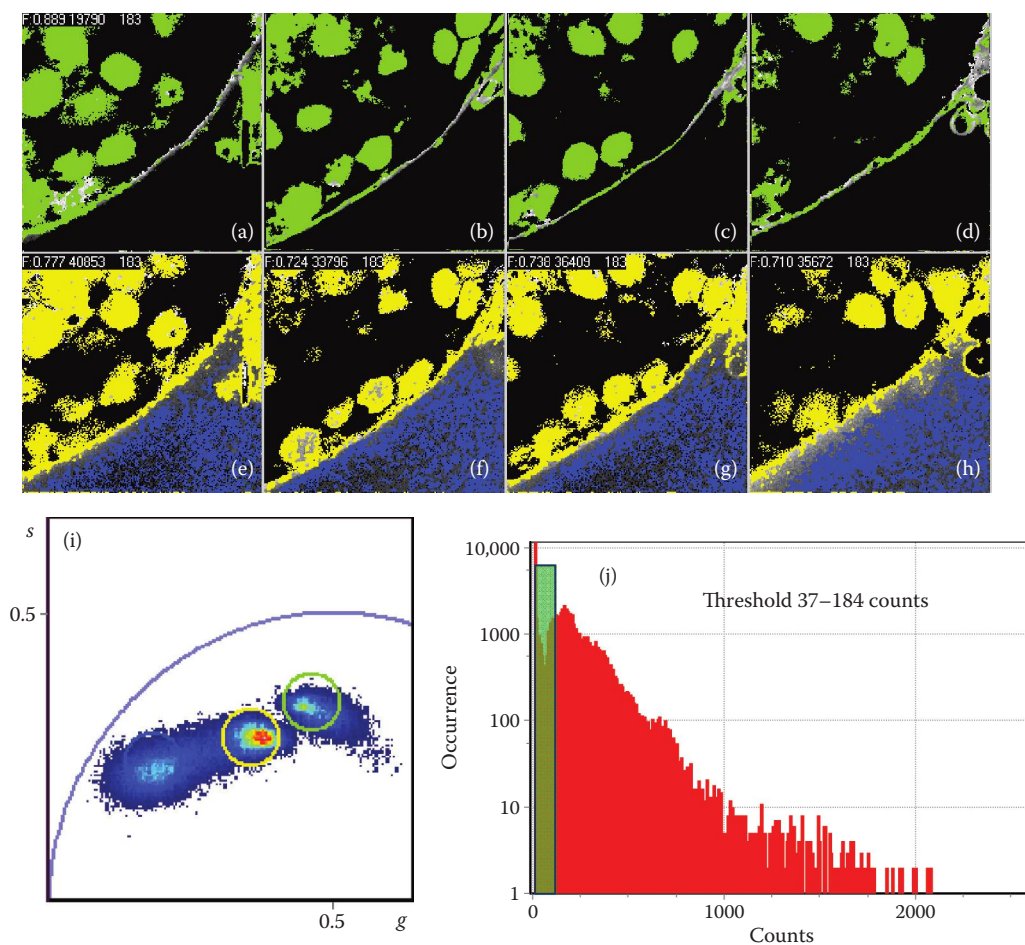 F:0.889 19790 183
(a)
(b)
(c)
(d)
F:0.777 40853 183
F:0.724 33796 183
F:0.738 36409 183
F:0.710 35672 183
(e)
(f)
(g)
(h)
s
(i)
0.5
0.5
g
10,000
(j)
Threshold 37–184 counts
1000
Occurrence
100
10
1
0
1000
2000
Counts